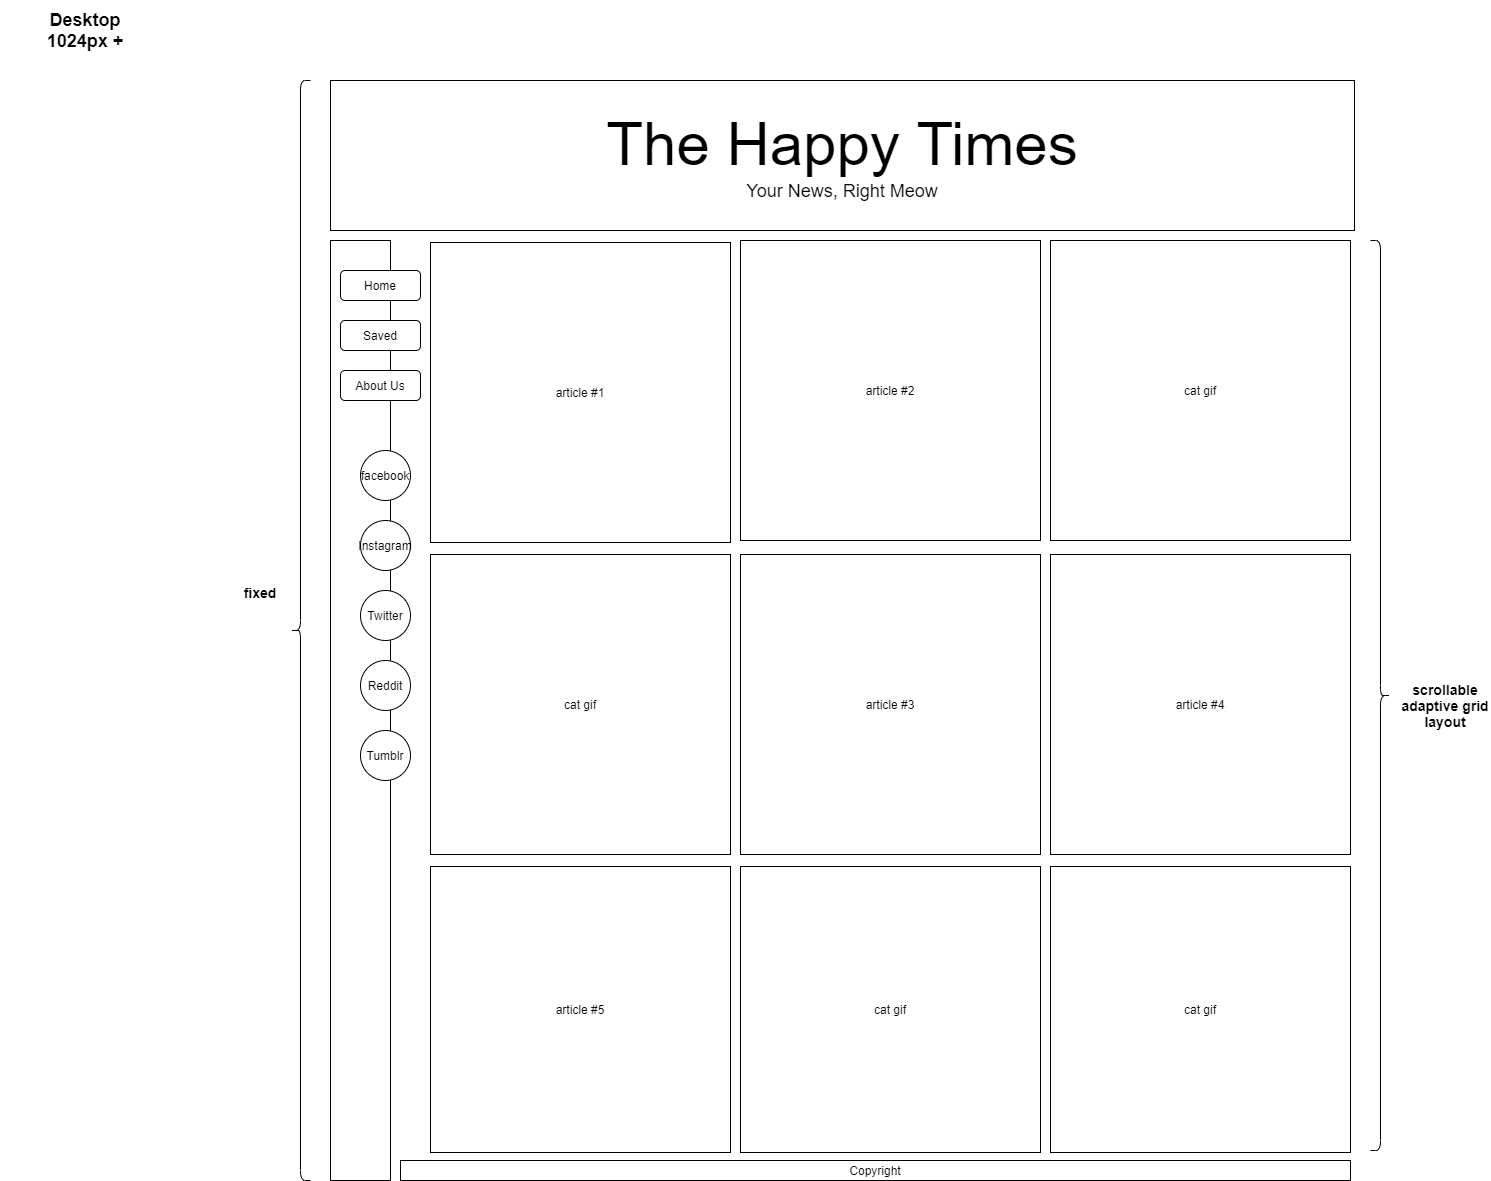 Desktop
1024px +
The Happy Times
Your News, Right Meow
Home
Saved
About Us
facebook
Instagram
Twitter
Reddit
Tumblr
fixed
article #1
article #2
cat gif
cat gif
article #3
article #4
article #5
cat gif
cat gif
scrollable
adaptive grid
layout
Copyright